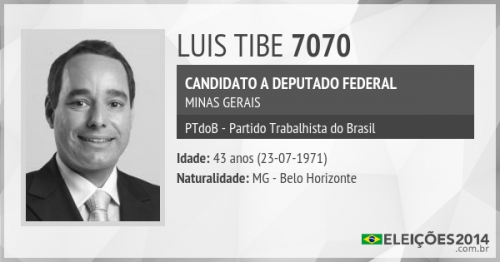 LUIS TIBE 7070
CANDIDATO A DEPUTADO FEDERAL
MINAS GERAIS
PTdoB - Partido Trabalhista do Brasil
Idade: 43 anos (23-07-1971)
Naturalidade: MG - Belo Horizonte
ELEIÇÕES2014
.com.br